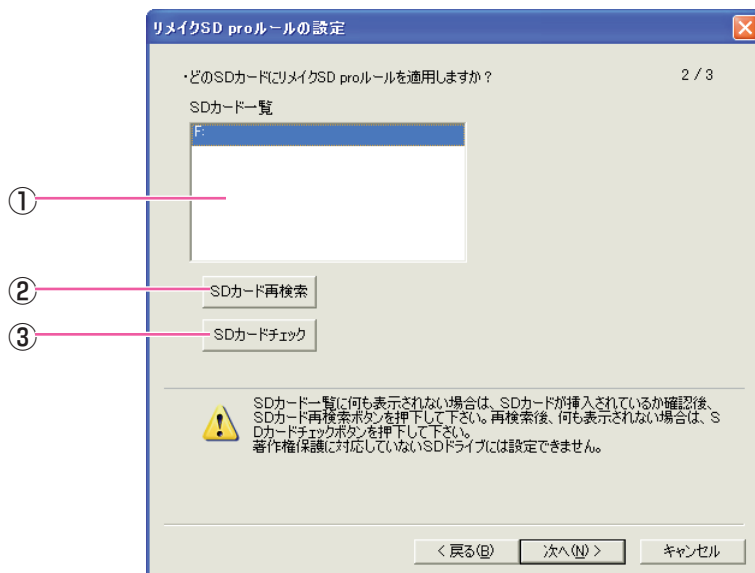 リメイクSD proルールの設定
・どのSDカードにリメイクSD proルールを適用しますか？
2 / 3
SDカード一覧
F:
①
②
SDカード再検索
③
SDカードチェック
SDカード一覧に何も表示されない場合は、SDカードが挿入されているか確認後、
SDカード再検索ボタンを押下して下さい。再検索後、何も表示されない場合は、S
Dカードチェックボタンを押下して下さい。
著作権保護に対応していないSDドライブには設定できません。
< 戻る(B)
次へ(N) >
キャンセル